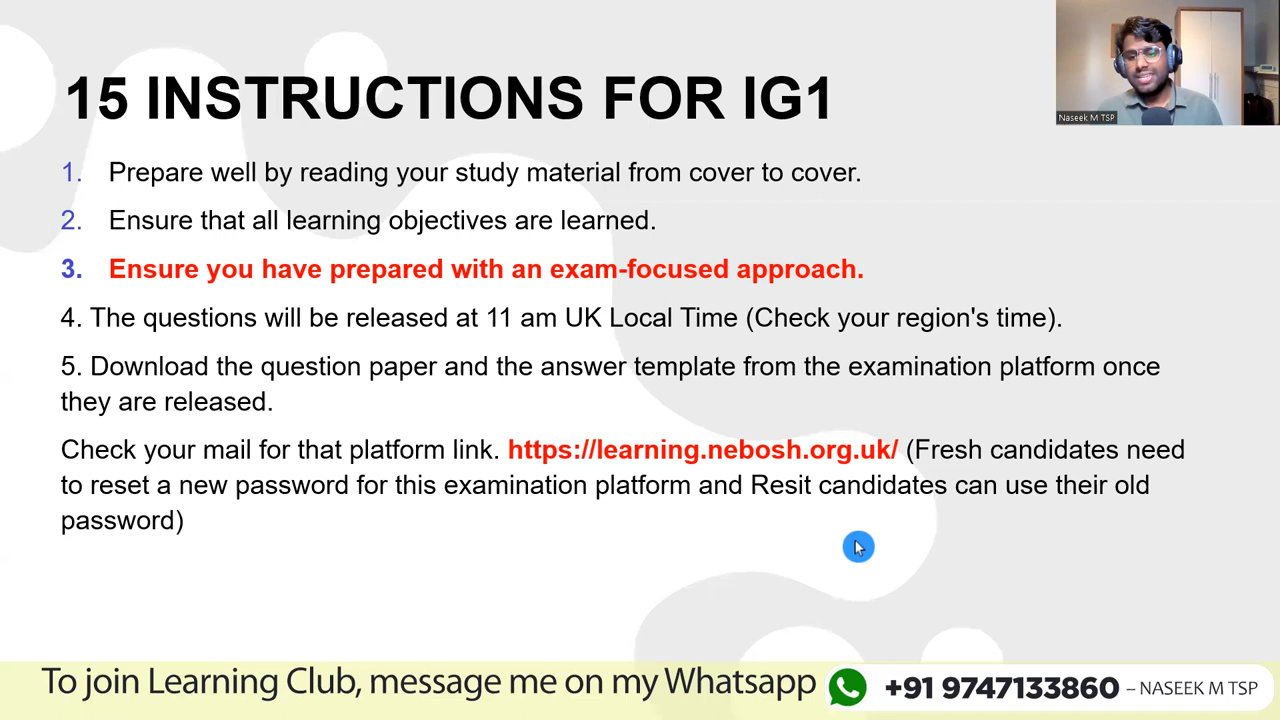 15 INSTRUCTIONS FOR IG1
Naseek M TSP
1. Prepare well by reading your study material from cover to cover.
2. Ensure that all learning objectives are learned.
3. Ensure you have prepared with an exam-focused approach.
4. The questions will be released at 11 am UK Local Time (Check your region's time).
5. Download the question paper and the answer template from the examination platform once
they are released.
Check your mail for that platform link. https://learning.nebosh.org.uk/ (Fresh candidates need
to reset a new password for this examination platform and Resit candidates can use their old
password)
To join Learning Club, message me on my Whatsapp +91 9747133860 – NASEEK M TSP